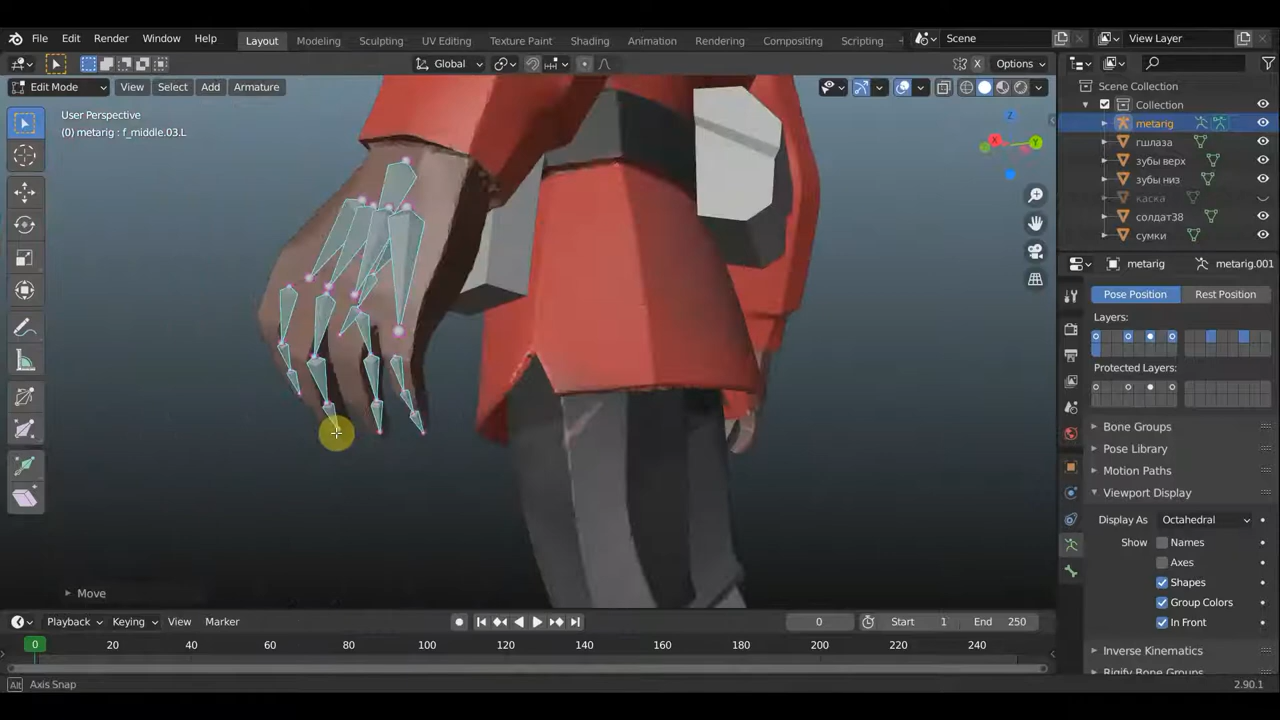 File Edit Render Window Help Layout Modeling Sculpting UV Editing Texture Paint Shading Animation Rendering Compositing Scripting Scene View Layer
Global Options
Edit Mode View Select Add Armature
User Perspective
(0) metarig : f_middle.03.L
X
Y
Z
Scene Collection
Collection
metarig
гшлаза
зубы верх
зубы низ
каска
солдат38
сумки
metarig metarig.001
Pose Position Rest Position
Layers:
Protected Layers:
Bone Groups
Pose Library
Motion Paths
Viewport Display
Display As Octahedral
Show Names
Axes
Shapes
Group Colors
In Front
Inverse Kinematics
Rigify Bone Groups
Move
Playback Keying View Marker 0 Start 1 End 250
0 20 40 60 80 100 120 140 160 180 200 220 240
Alt Axis Snap 2.90.1